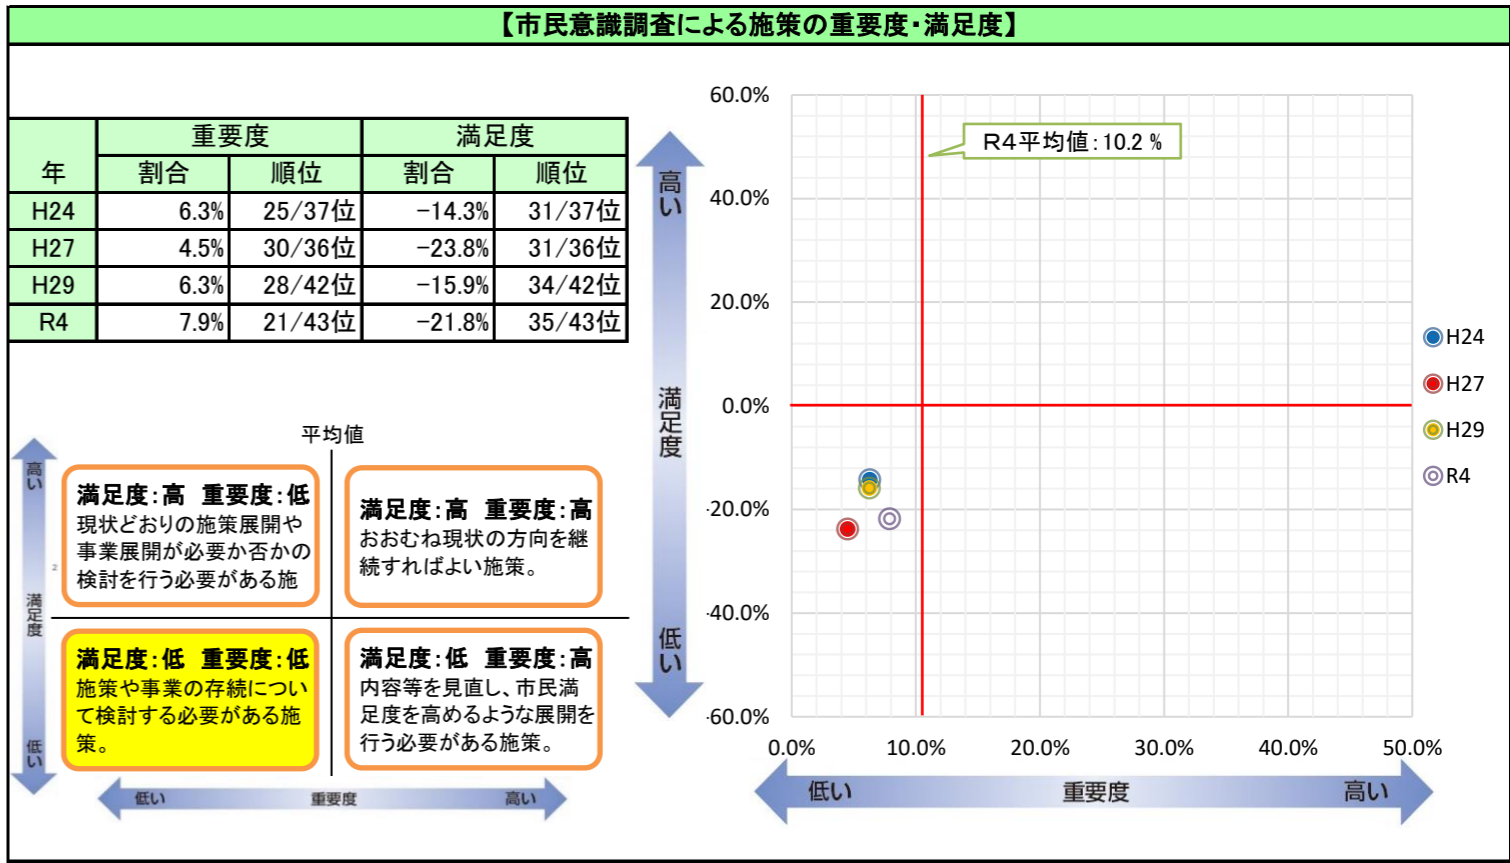 【市民意識調査による施策の重要度・満足度】
年 重要度 満足度
割合 順位 割合 順位
H24 6.3% 25/37位 -14.3% 31/37位
H27 4.5% 30/36位 -23.8% 31/36位
H29 6.3% 28/42位 -15.9% 34/42位
R4 7.9% 21/43位 -21.8% 35/43位
平均値
高い
満足度
低い
満足度:高 重要度:低
現状どおりの施策展開や
事業展開が必要か否かの
検討を行う必要がある施
満足度:高 重要度:高
おおむね現状の方向を継
続すればよい施策。
満足度:低 重要度:低
施策や事業の存続につい
て検討する必要がある施
策。
満足度:低 重要度:高
内容等を見直し、市民満
足度を高めるような展開を
行う必要がある施策。
2
低い 重要度 高い
高い
満足度
低い
60.0%
40.0%
20.0%
0.0%
-20.0%
-40.0%
-60.0%
R4平均値:10.2 %
0.0% 10.0% 20.0% 30.0% 40.0% 50.0%
低い 重要度 高い
H24
H27
H29
R4